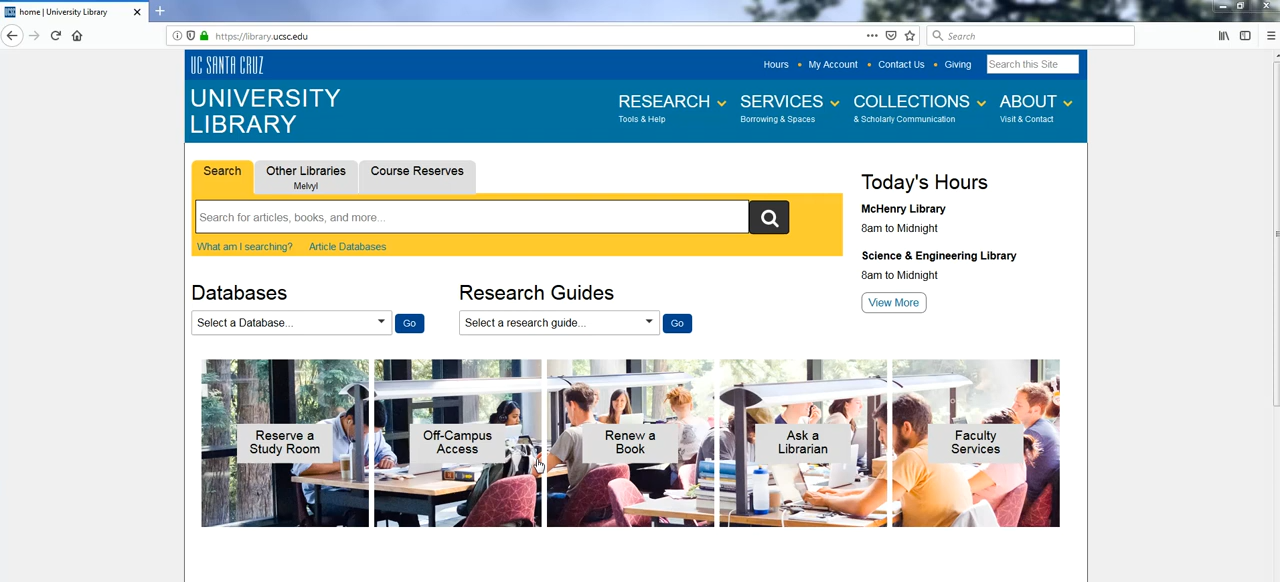 home | University Library
https://library.ucsc.edu
Search
UC SANTA CRUZ
Hours • My Account • Contact Us • Giving
Search this Site
UNIVERSITY
LIBRARY
RESEARCH
Tools & Help
SERVICES
Borrowing & Spaces
COLLECTIONS
& Scholarly Communication
ABOUT
Visit & Contact
Search
Other Libraries
Melvyl
Course Reserves
Search for articles, books, and more...
What am I searching?
Article Databases
Today's Hours
McHenry Library
8am to Midnight
Science & Engineering Library
8am to Midnight
View More
Databases
Select a Database...
Go
Research Guides
Select a research guide...
Go
Reserve a
Study Room
Off-Campus
Access
Renew a
Book
Ask a
Librarian
Faculty
Services